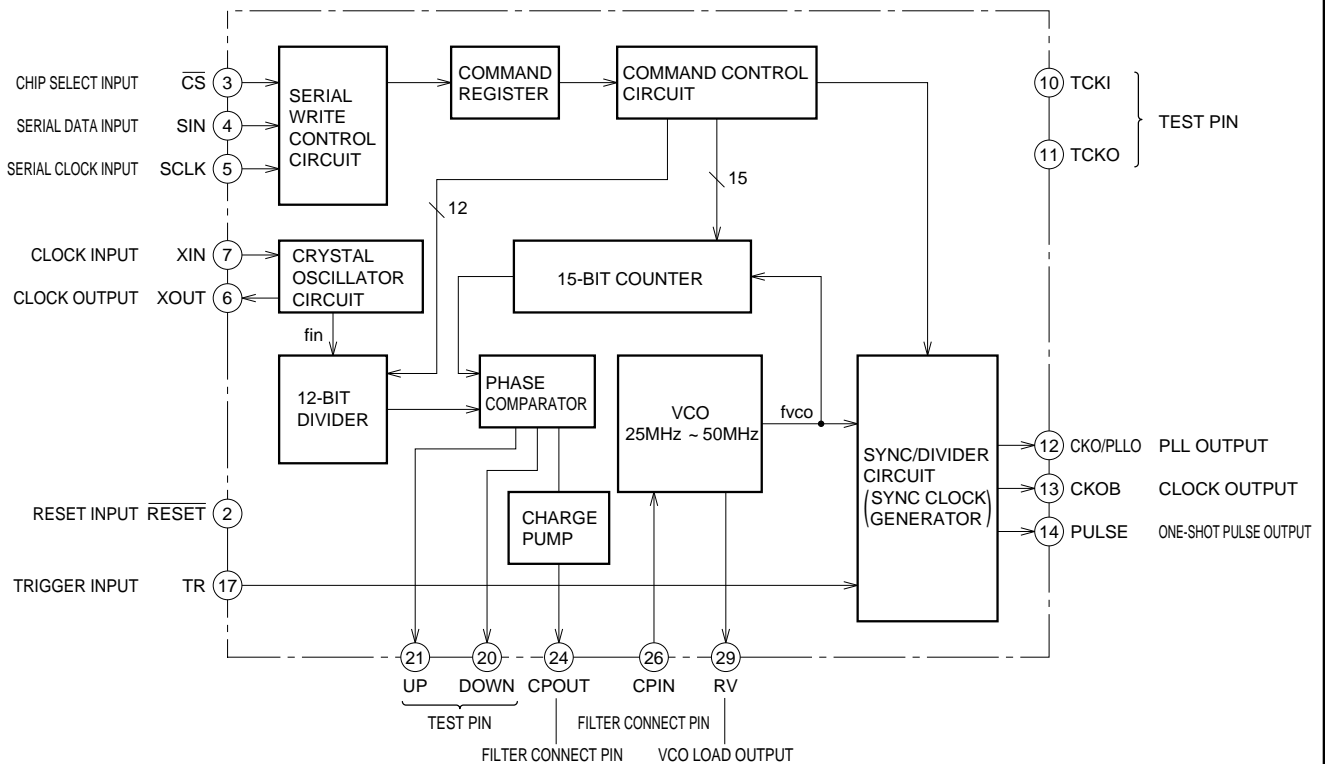 CHIP SELECT INPUT CS 3
SERIAL DATA INPUT SIN 4
SERIAL CLOCK INPUT SCLK 5
SERIAL
WRITE
CONTROL
CIRCUIT
COMMAND
REGISTER
COMMAND CONTROL
CIRCUIT
10 TCKI
11 TCKO
TEST PIN
12
15
CLOCK INPUT XIN 7
CLOCK OUTPUT XOUT 6
CRYSTAL
OSCILLATOR
CIRCUIT
fin
15-BIT COUNTER
12-BIT
DIVIDER
PHASE
COMPARATOR
VCO
25MHz ~ 50MHz
fvco
SYNC/DIVIDER
CIRCUIT
(SYNC CLOCK
GENERATOR)
12 CKO/PLLO PLL OUTPUT
13 CKOB CLOCK OUTPUT
14 PULSE ONE-SHOT PULSE OUTPUT
RESET INPUT RESET 2
CHARGE
PUMP
TRIGGER INPUT TR 17
21 20 24 26 29
UP DOWN CPOUT CPIN RV
TEST PIN FILTER CONNECT PIN
FILTER CONNECT PIN VCO LOAD OUTPUT